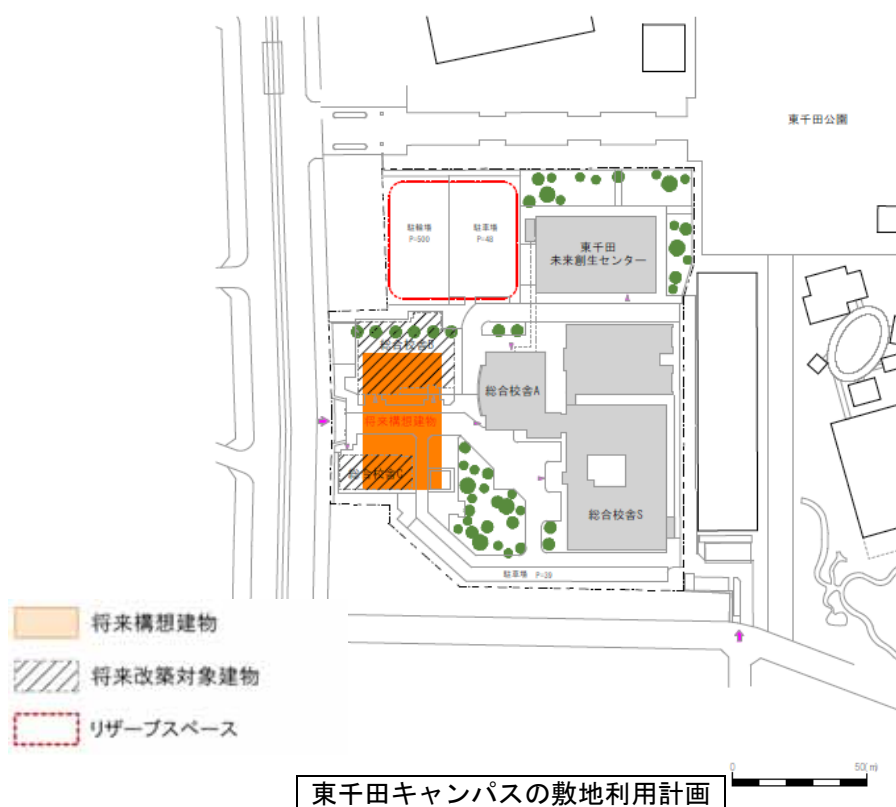 東千田公園
駐輪場
P=500
駐車場
P=40
東千田
未来創生センター
総合校舎B
総合校舎A
将来構想建物
総合校舎C
総合校舎S
駐車場 P=20
将来構想建物
将来改築対象建物
リザーブスペース
0 50(m)
東千田キャンパスの敷地利用計画